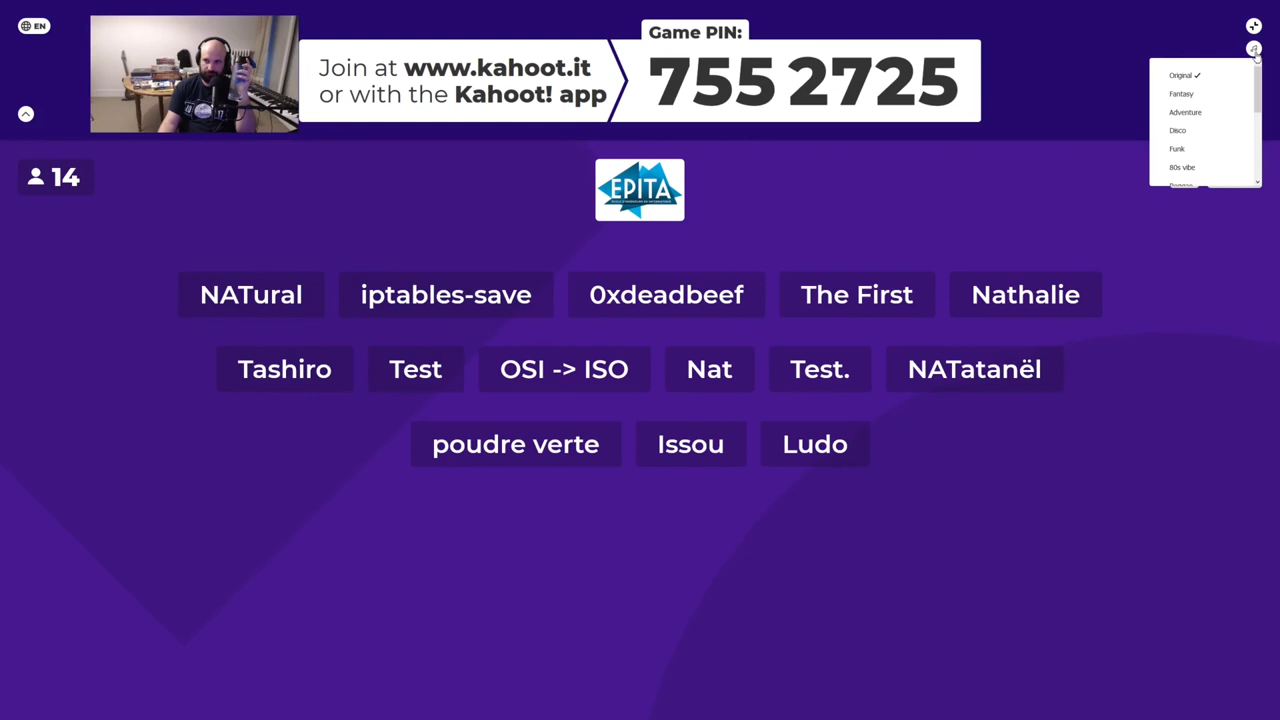 EN
Join at www.kahoot.it
or with the Kahoot! app
Game PIN:
755 2725
Original
Fantasy
Adventure
Disco
Funk
80s vibe
Reggae
14
EPITA
NATural
iptables-save
0xdeadbeef
The First
Nathalie
Tashiro
Test
OSI -> ISO
Nat
Test.
NATatanël
poudre verte
Issou
Ludo